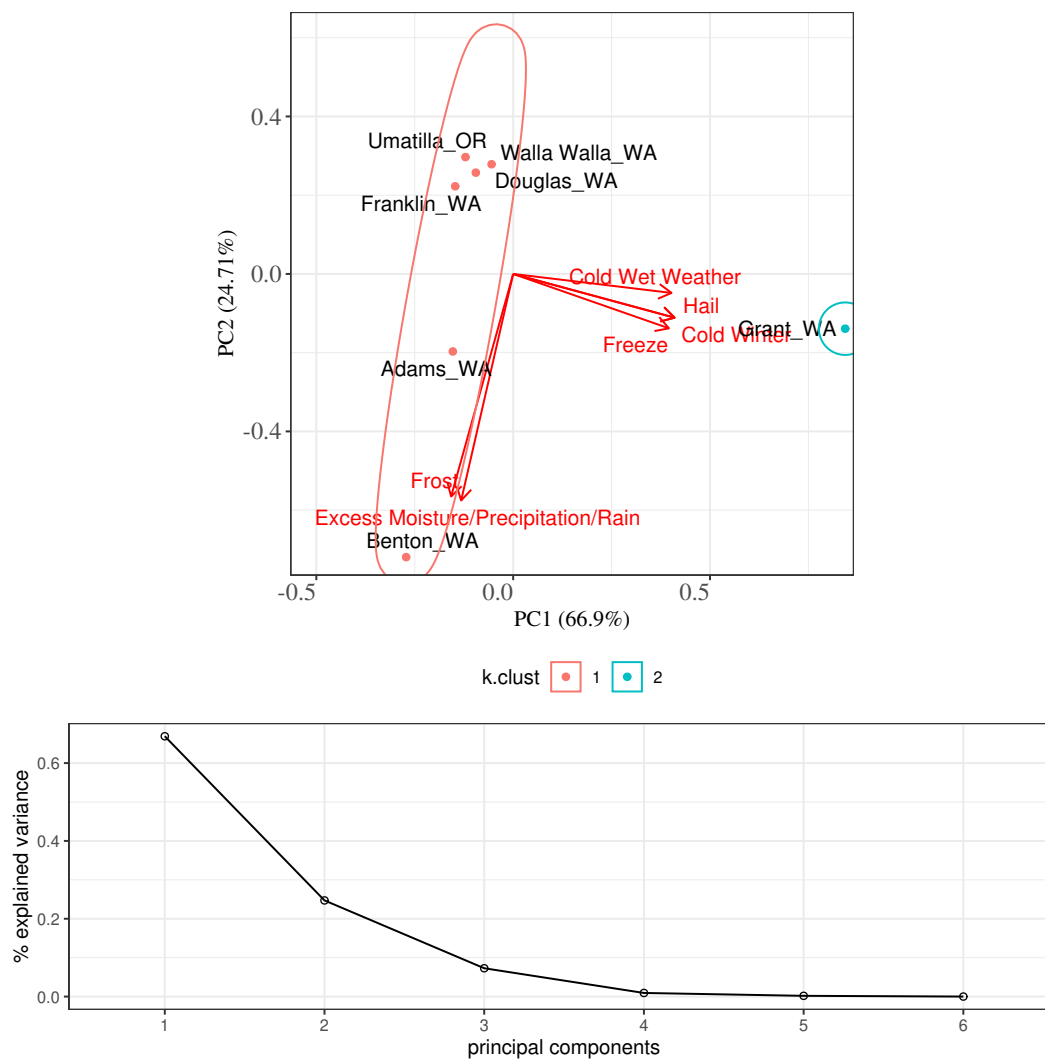 0.4
Umatilla_OR
Walla Walla_WA
Douglas_WA
Franklin_WA
PC2 (24.71%)
0.0
Cold Wet Weather
Hail
Grant_WA
Cold Winter
Freeze
Adams_WA
-0.4
Frost
Excess Moisture/Precipitation/Rain
Benton_WA
-0.5 0.0 0.5
PC1 (66.9%)
k.clust 1 2
% explained variance
0.6
0.4
0.2
0.0
1 2 3 4 5 6
principal components